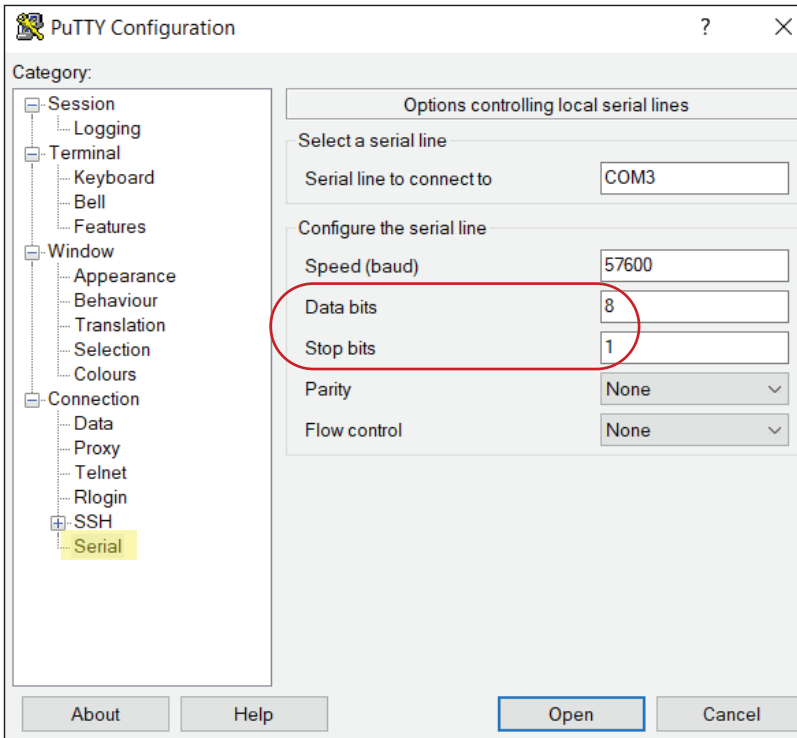 PuTTY Configuration
?
Category:
Session
Logging
Terminal
Keyboard
Bell
Features
Window
Appearance
Behaviour
Translation
Selection
Colours
Connection
Data
Proxy
Telnet
Rlogin
SSH
Serial
Options controlling local serial lines
Select a serial line
Serial line to connect to COM3
Configure the serial line
Speed (baud) 57600
Data bits 8
Stop bits 1
Parity None
Flow control None
About Help Open Cancel